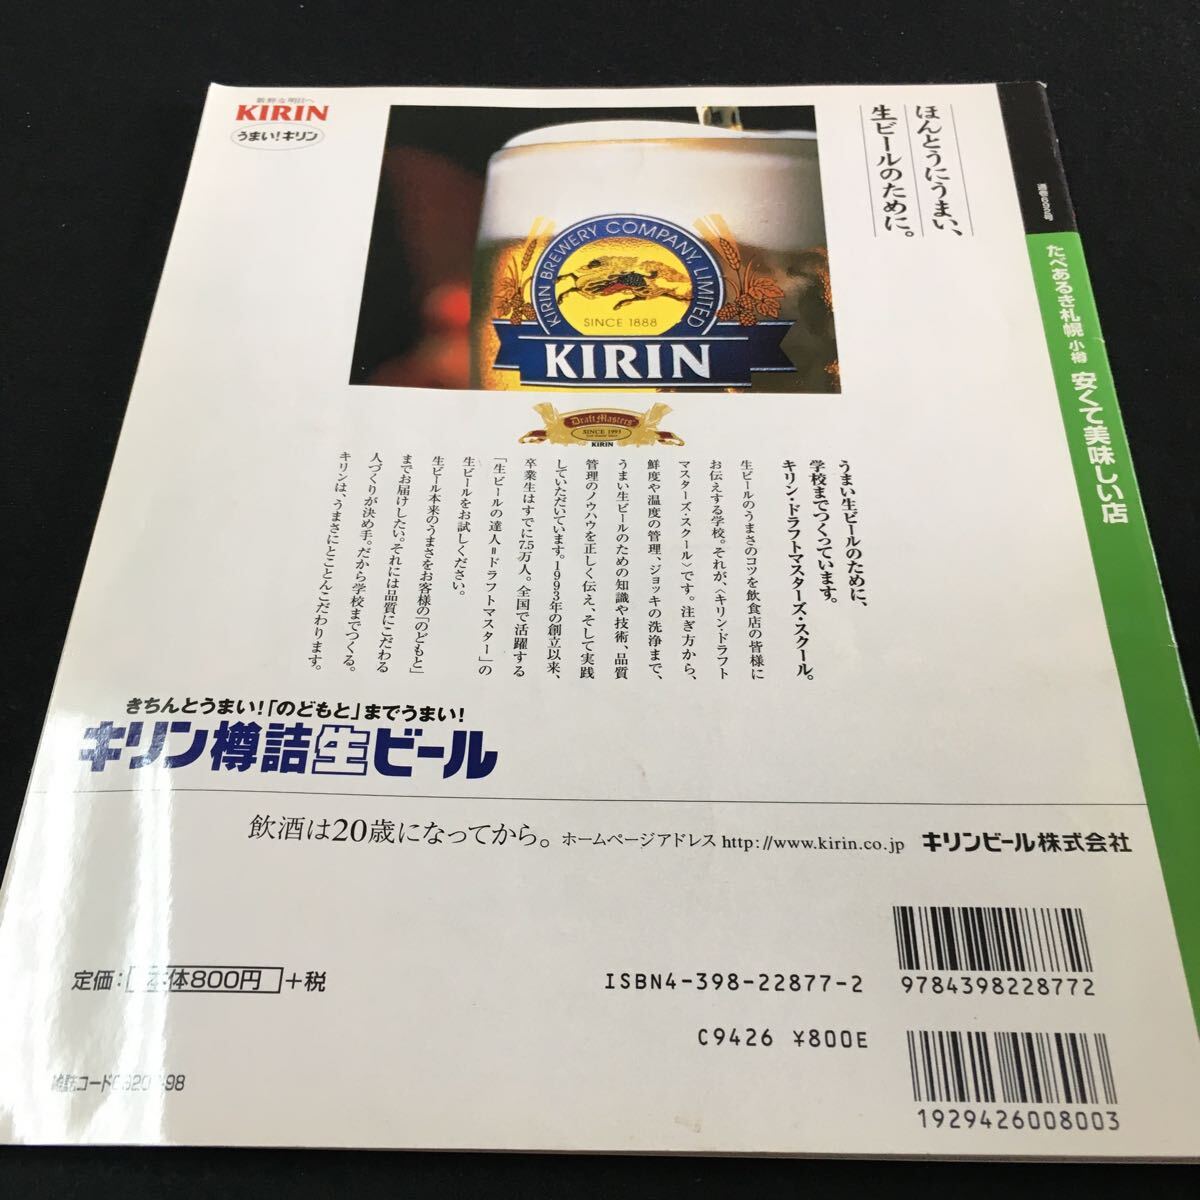 新鮮な明日へ
KIRIN
うまい!キリン
ほんとうにうまい、
生ビールのために。
KIRIN BREWERY COMPANY, LIMITED
SINCE 1888
KIRIN
Draft Masters
SINCE 1993
KIRIN
うまい生ビールのために、
学校までつくっています。
キリン・ドラフトマスターズ・スクール。
生ビールのうまさのコツを飲食店の皆様に
お伝えする学校。それが、〈キリン・ドラフト
マスターズ・スクール〉です。注ぎ方から、
鮮度や温度の管理、ジョッキの洗浄まで、
うまい生ビールのための知識や技術、品質
管理のノウハウを正しく伝え、そして実践
していただいています。1993年の創立以来、
卒業生はすでに7.5万人。全国で活躍する
「生ビールの達人=ドラフトマスター」の
生ビールをお試しください。
生ビール本来のうまさをお客様の「のどもと」
までお届けしたい。それには品質にこだわる
人づくりが決め手。だから学校までつくる。
キリンは、うまさにとことんこだわります。
きちんとうまい!「のどもと」までうまい!
キリン樽詰生ビール
飲酒は20歳になってから。 ホームページアドレス http://www.kirin.co.jp キリンビール株式会社
定価: 本体800円 +税
ISBN4-398-22877-2
9784398228772
C9426 ¥800E
1929426008003
たべあるき札幌 小樽 安くて美味しい店